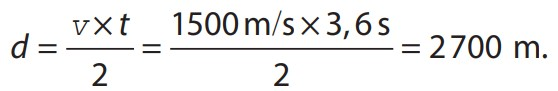 d = v×t / 2 = 1500 m/s × 3,6 s / 2 = 2700 m.